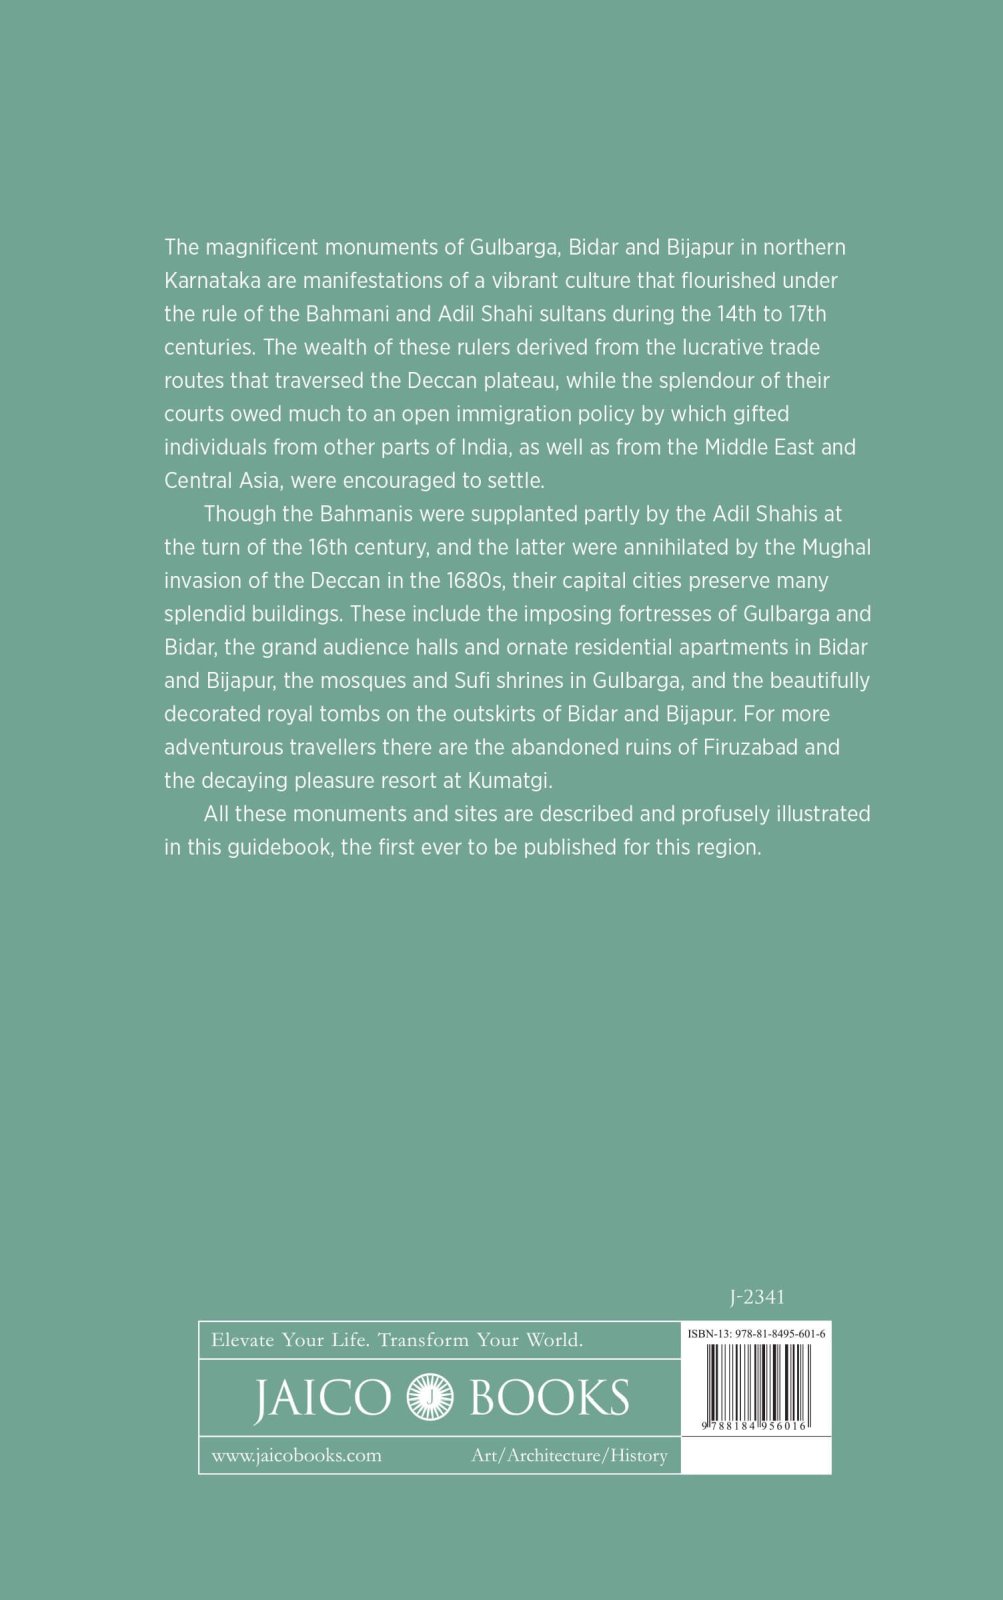 The magnificent monuments of Gulbarga, Bidar and Bijapur in northern
Karnataka are manifestations of a vibrant culture that flourished under
the rule of the Bahmani and Adil Shahi sultans during the 14th to 17th
centuries. The wealth of these rulers derived from the lucrative trade
routes that traversed the Deccan plateau, while the splendour of their
courts owed much to an open immigration policy by which gifted
individuals from other parts of India, as well as from the Middle East and
Central Asia, were encouraged to settle.
Though the Bahmanis were supplanted partly by the Adil Shahis at
the turn of the 16th century, and the latter were annihilated by the Mughal
invasion of the Deccan in the 1680s, their capital cities preserve many
splendid buildings. These include the imposing fortresses of Gulbarga and
Bidar, the grand audience halls and ornate residential apartments in Bidar
and Bijapur, the mosques and Sufi shrines in Gulbarga, and the beautifully
decorated royal tombs on the outskirts of Bidar and Bijapur. For more
adventurous travellers there are the abandoned ruins of Firuzabad and
the decaying pleasure resort at Kumatgi.
All these monuments and sites are described and profusely illustrated
in this guidebook, the first ever to be published for this region.
J-2341
Elevate Your Life. Transform Your World.
ISBN-13: 978-81-8495-601-6
JAICO J BOOKS
9 788184 956016
www.jaicobooks.com Art/Architecture/History